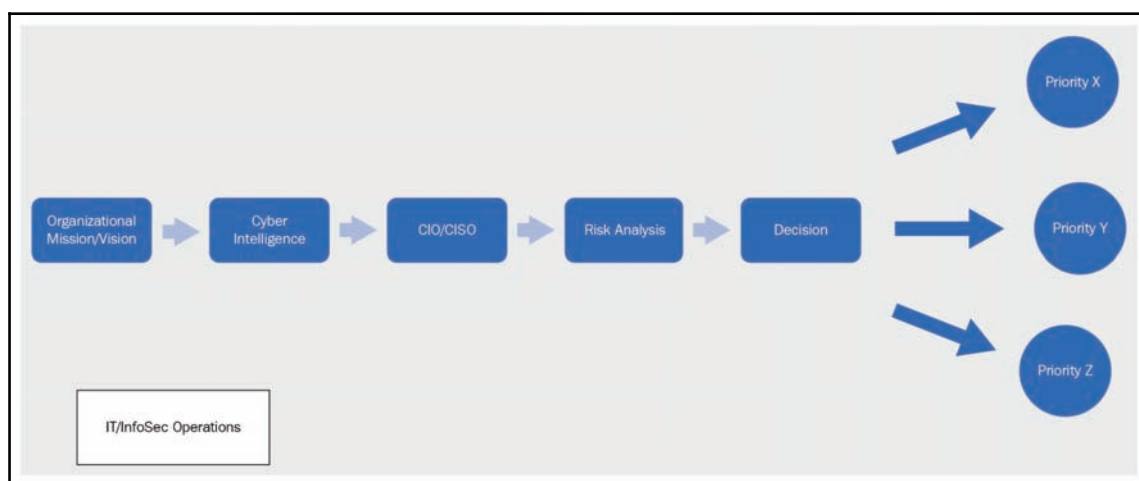 Priority X
Organizational
Mission/Vision
Cyber
Intelligence
CIO/CISO
Risk Analysis
Decision
Priority Y
Priority Z
IT/InfoSec Operations